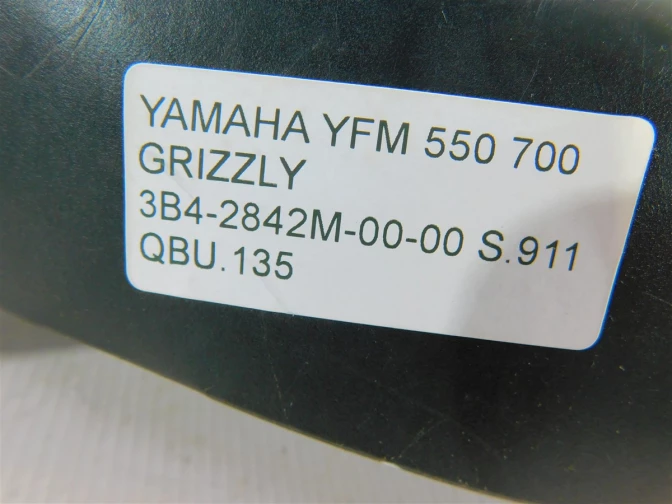 YAMAHA YFM 550 700
GRIZZLY
3B4-2842M-00-00 S.911
QBU.135